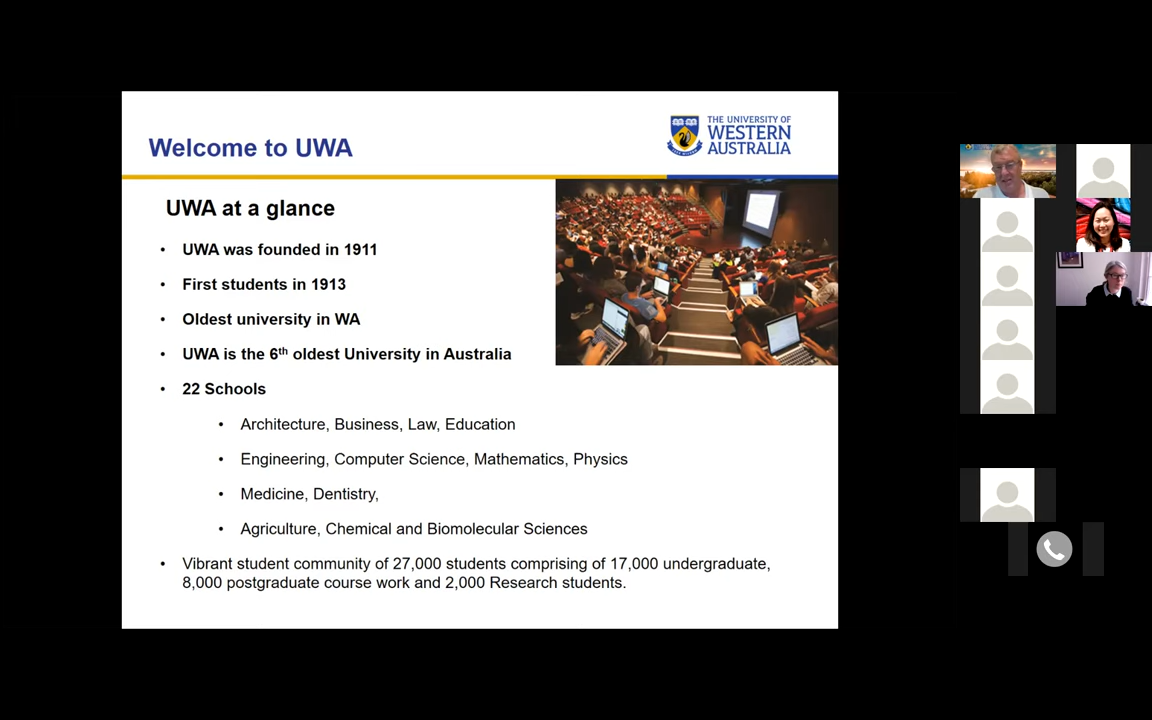 Welcome to UWA
THE UNIVERSITY OF
WESTERN
AUSTRALIA
UWA at a glance
• UWA was founded in 1911
• First students in 1913
• Oldest university in WA
• UWA is the 6th oldest University in Australia
• 22 Schools
• Architecture, Business, Law, Education
• Engineering, Computer Science, Mathematics, Physics
• Medicine, Dentistry,
• Agriculture, Chemical and Biomolecular Sciences
• Vibrant student community of 27,000 students comprising of 17,000 undergraduate,
8,000 postgraduate course work and 2,000 Research students.